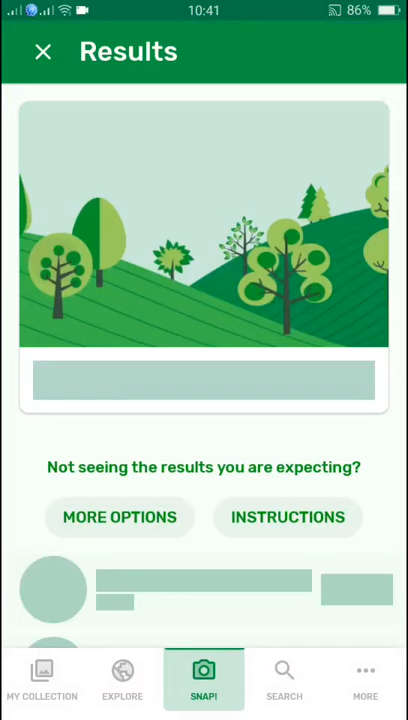 10:41
86%
Results
Not seeing the results you are expecting?
MORE OPTIONS
INSTRUCTIONS
MY COLLECTION
EXPLORE
SNAP!
SEARCH
MORE